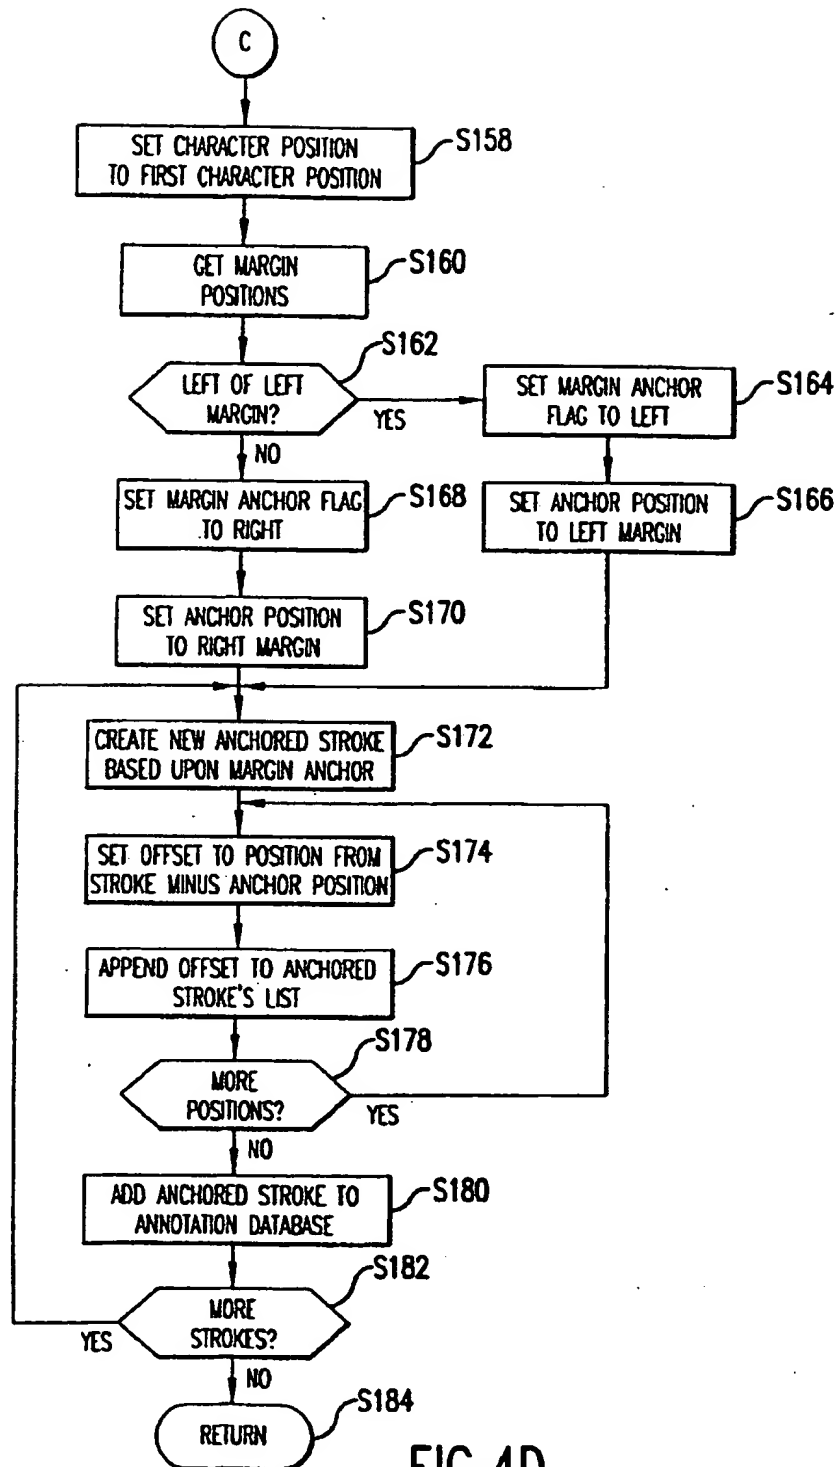 C
SET CHARACTER POSITION
TO FIRST CHARACTER POSITION
S158
GET MARGIN
POSITIONS
S160
S162
LEFT OF LEFT
MARGIN?
YES
NO
SET MARGIN ANCHOR
FLAG TO LEFT
S164
SET MARGIN ANCHOR FLAG
TO RIGHT
S168
SET ANCHOR POSITION
TO LEFT MARGIN
S166
SET ANCHOR POSITION
TO RIGHT MARGIN
S170
CREATE NEW ANCHORED STROKE
BASED UPON MARGIN ANCHOR
S172
SET OFFSET TO POSITION FROM
STROKE MINUS ANCHOR POSITION
S174
APPEND OFFSET TO ANCHORED
STROKE'S LIST
S176
S178
MORE
POSITIONS?
YES
NO
ADD ANCHORED STROKE TO
ANNOTATION DATABASE
S180
S182
MORE
STROKES?
YES
NO
S184
RETURN
FIG.4D